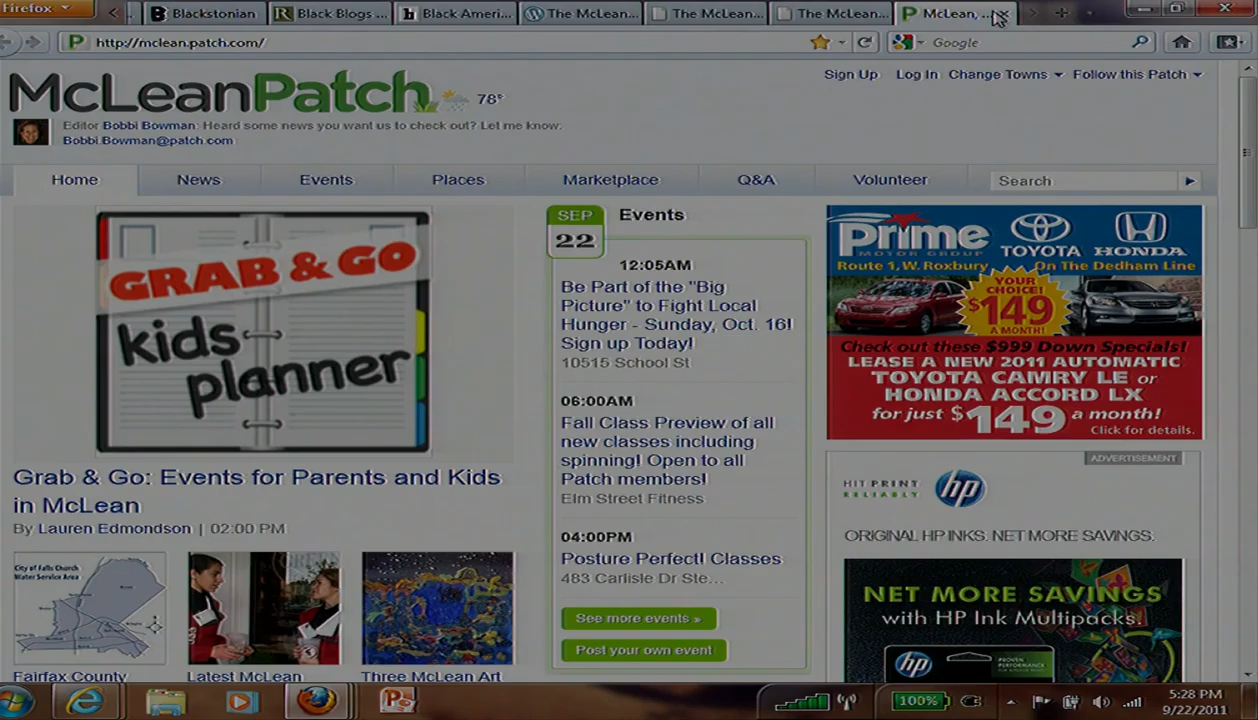 Firefox
Blackstonian
Black Blogs ...
Black Ameri...
The McLean...
The McLean...
The McLean...
McLean, ...
http://mclean.patch.com/
Google
McLeanPatch
78°
Sign Up Log In Change Towns Follow this Patch
Editor Bobbi Bowman: Heard some news you want us to check out? Let me know:
Bobbi.Bowman@patch.com
Home News Events Places Marketplace Q&A Volunteer Search
GRAB & GO
kids
planner
Grab & Go: Events for Parents and Kids
in McLean
By Lauren Edmondson | 02:00 PM
City of Falls Church
Water Service Area
Fairfax County
Latest McLean
Three McLean Art
SEP
22
Events
12:05AM
Be Part of the "Big
Picture" to Fight Local
Hunger - Sunday, Oct. 16!
Sign up Today!
10515 School St
06:00AM
Fall Class Preview of all
new classes including
spinning! Open to all
Patch members!
Elm Street Fitness
04:00PM
Posture Perfect! Classes
483 Carlisle Dr Ste...
See more events »
Post your own event
Prime
MOTOR GROUP
TOYOTA HONDA
Route 1, W. Roxbury On The Dedham Line
YOUR
CHOICE!
$149
A MONTH!
Check out these $999 Down Specials!
LEASE A NEW 2011 AUTOMATIC
TOYOTA CAMRY LE or
HONDA ACCORD LX
for just $149 a month!
Click for details.
ADVERTISEMENT
HIT PRINT
RELIABLY
hp
ORIGINAL HP INKS. NET MORE SAVINGS.
NET MORE SAVINGS
with HP Ink Multipacks.
hp
PROVEN
PERFORMANCE
100%
5:28 PM
9/22/2011